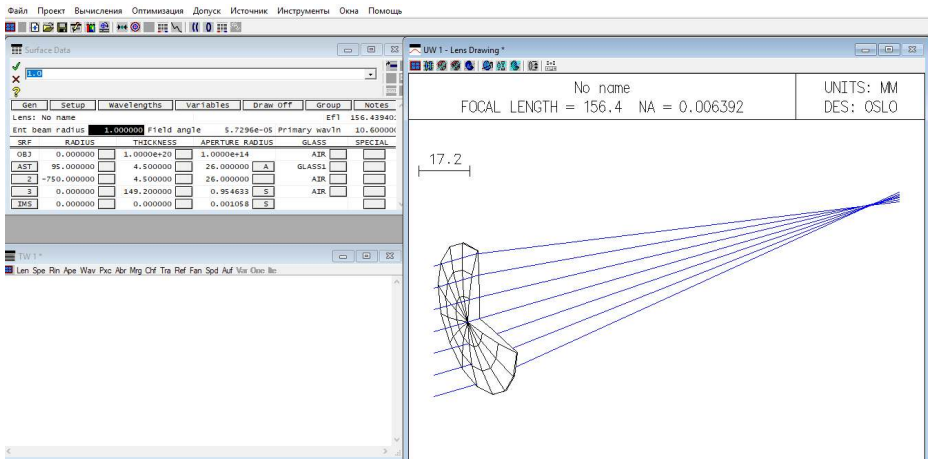 Файл Проект Вычисления Оптимизация Допуск Источник Инструменты Окна Помощь
Surface Data
1.0
Gen Setup Wavelengths Variables Draw Off Group Notes
Lens: No name Efl 156.43940
Ent beam radius 1.000000 Field angle 5.7296e-05 Primary wavln 10.60000
SRF RADIUS THICKNESS APERTURE RADIUS GLASS SPECIAL
OBJ 0.000000 1.0000e+20 1.0000e+14 AIR
AST 95.000000 4.500000 26.000000 A GLASS1
2 -750.000000 4.500000 26.000000 AIR
3 0.000000 149.200000 0.954633 S AIR
IMS 0.000000 0.000000 0.001058 S
TW 1 *
Len Spe Rin Ape Wav Pxc Abr Mrg Chf Tra Ref Fan Spd Auf Var Ope Ite
UW 1 - Lens Drawing *
No name
FOCAL LENGTH = 156.4 NA = 0.006392
UNITS: MM
DES: OSLO
17.2